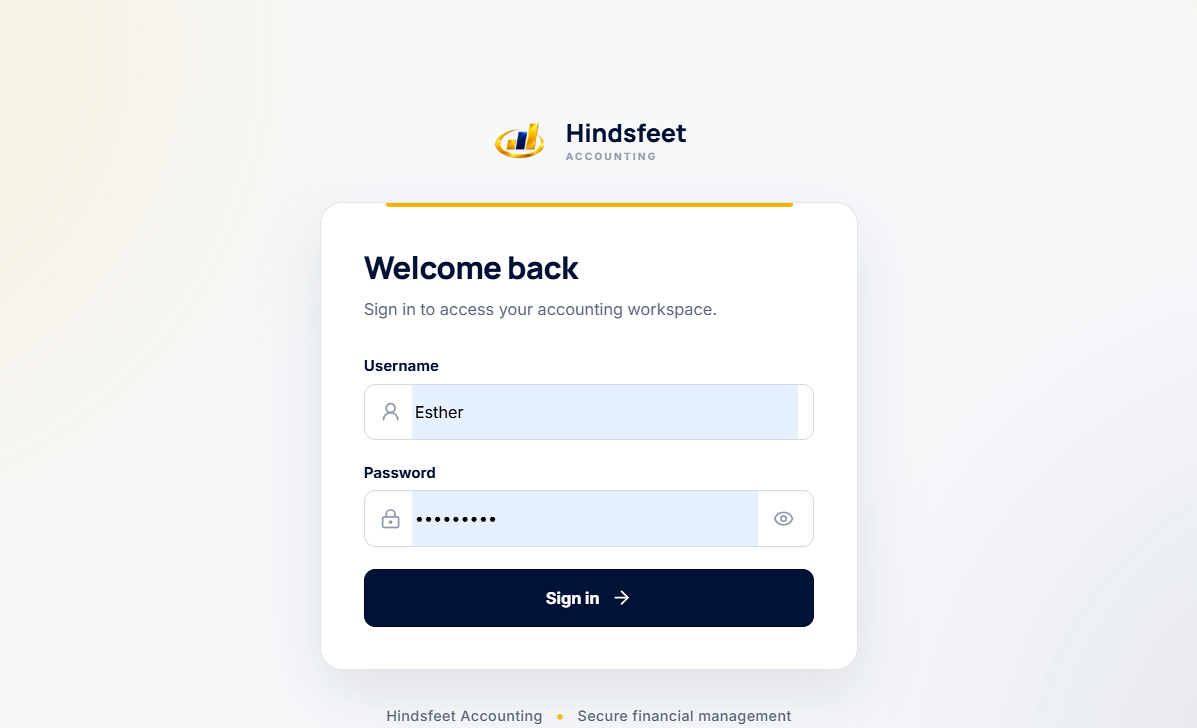 Hindsfeet
ACCOUNTING
Welcome back
Sign in to access your accounting workspace.
Username
Esther
Password
•••••••••
Sign in →
Hindsfeet Accounting • Secure financial management